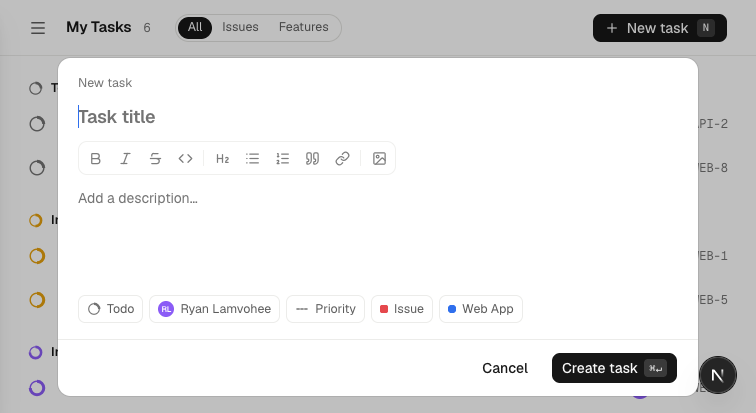 My Tasks 6 All Issues Features + New task N
New task
Task title
B I S <> H2
Add a description...
Todo RL Ryan Lamvohee --- Priority Issue Web App
Cancel Create task ⌘↵
API-2
WEB-8
WEB-1
WEB-5
N